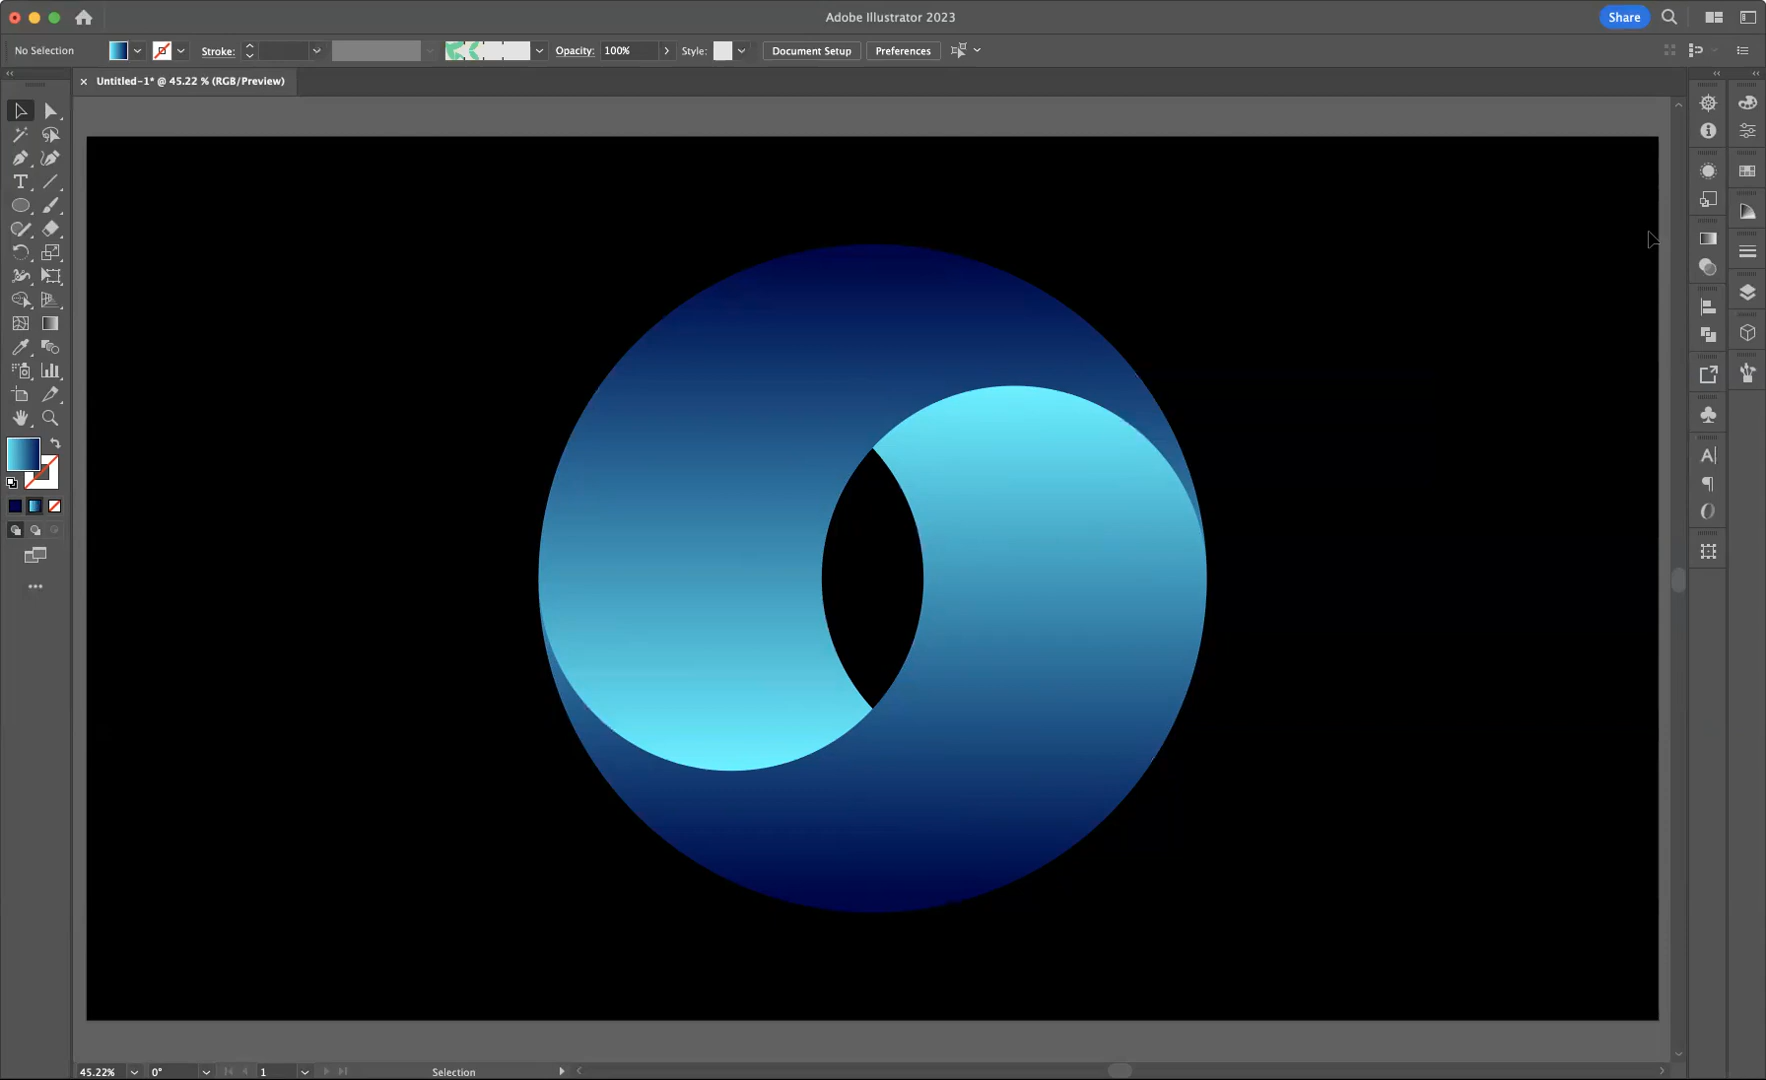 Adobe Illustrator 2023
Share
No Selection
Stroke:
Opacity: 100%
Style:
Document Setup
Preferences
Untitled-1* @ 45.22 % (RGB/Preview)
45.22%
0°
1
Selection